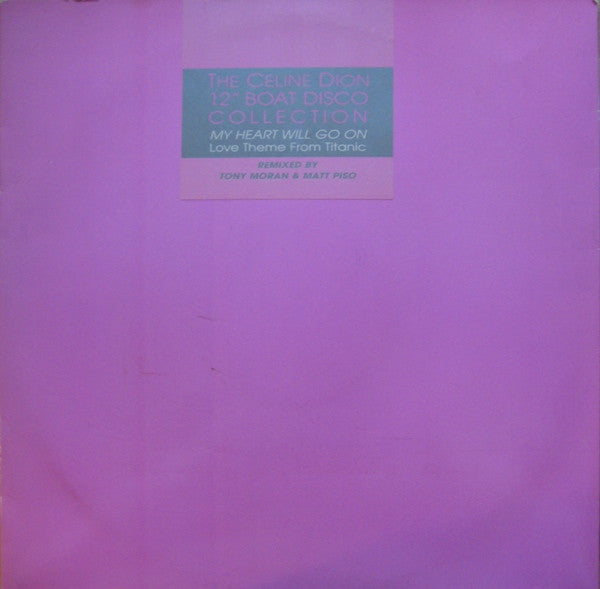 THE CELINE DION
12" BOAT DISCO
COLLECTION
MY HEART WILL GO ON
Love Theme From Titanic
REMIXED BY
TONY MORAN & MATT PISO